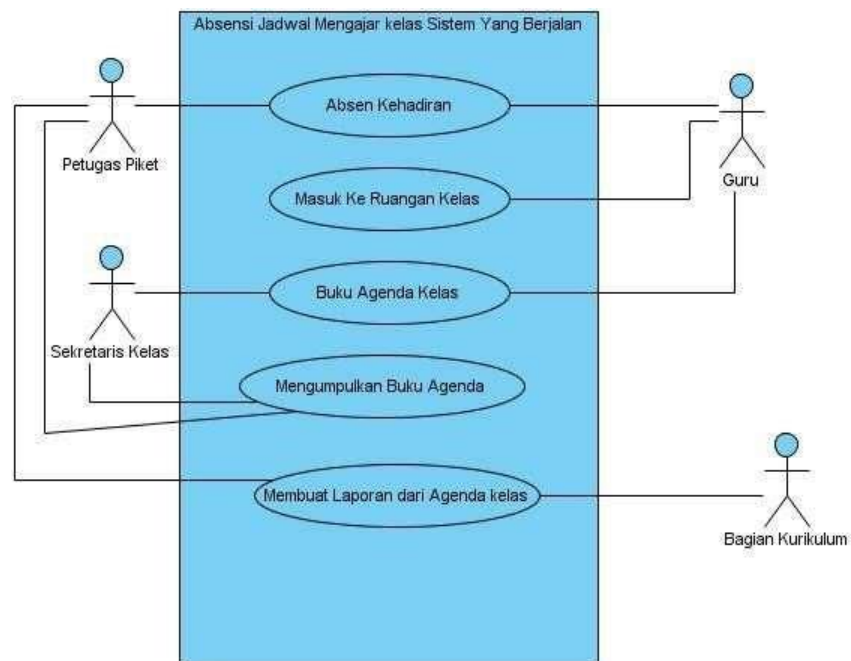 Absensi Jadwal Mengajar kelas Sistem Yang Berjalan
Absen Kehadiran
Petugas Piket
Guru
Masuk Ke Ruangan Kelas
Buku Agenda Kelas
Sekretaris Kelas
Mengumpulkan Buku Agenda
Membuat Laporan dari Agenda kelas
Bagian Kurikulum